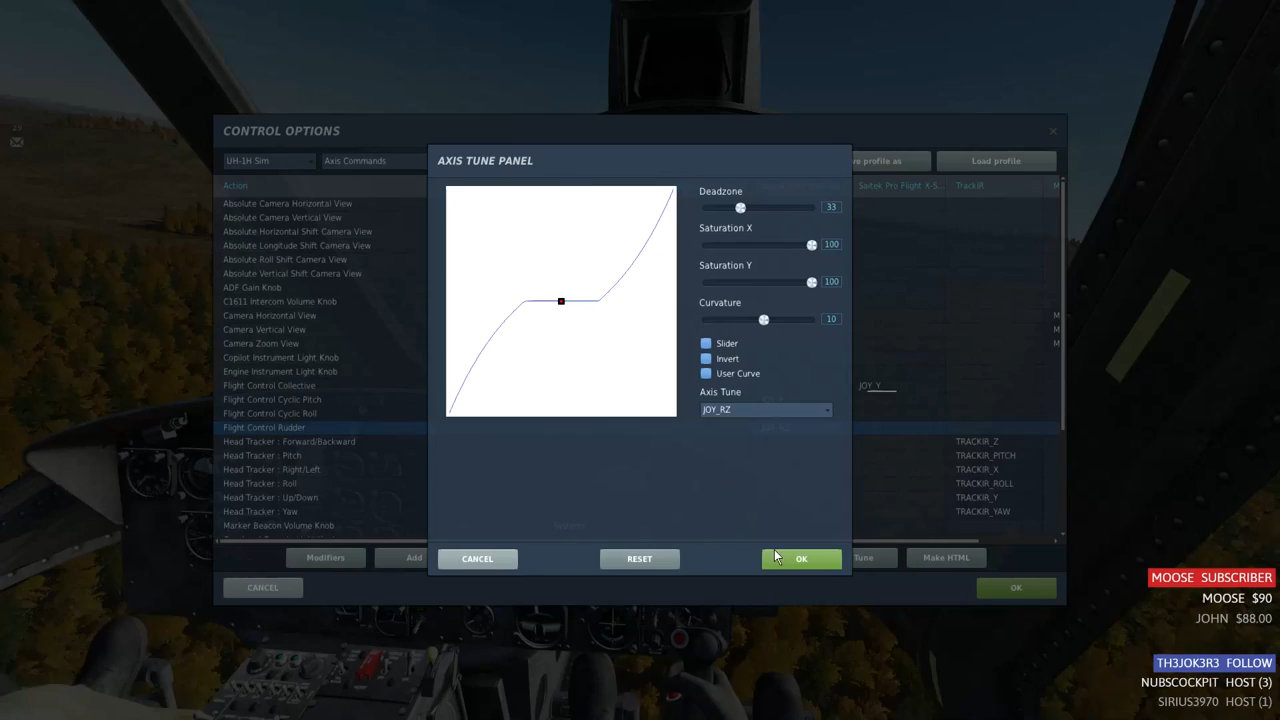 29
CONTROL OPTIONS
UH-1H Sim
Axis Commands
re profile as
Load profile
AXIS TUNE PANEL
Action
Saitek Pro Flight X-5...
TrackIR
M
Absolute Camera Horizontal View
Absolute Camera Vertical View
Absolute Horizontal Shift Camera View
Absolute Longitude Shift Camera View
Absolute Roll Shift Camera View
Absolute Vertical Shift Camera View
ADF Gain Knob
C1611 Intercom Volume Knob
Camera Horizontal View
M
Camera Vertical View
M
Camera Zoom View
M
Copilot Instrument Light Knob
Engine Instrument Light Knob
Flight Control Collective
JOY_Y
Flight Control Cyclic Pitch
Flight Control Cyclic Roll
Flight Control Rudder
Head Tracker : Forward/Backward
TRACKIR_Z
Head Tracker : Pitch
TRACKIR_PITCH
Head Tracker : Right/Left
TRACKIR_X
Head Tracker : Roll
TRACKIR_ROLL
Head Tracker : Up/Down
TRACKIR_Y
Head Tracker : Yaw
TRACKIR_YAW
Marker Beacon Volume Knob
Deadzone
33
Saturation X
100
Saturation Y
100
Curvature
10
Slider
Invert
User Curve
Axis Tune
JOY_RZ
CANCEL
RESET
OK
Modifiers
Add
Tune
Make HTML
CANCEL
OK
MOOSE SUBSCRIBER
MOOSE $90
JOHN $88.00
TH3JOK3R3 FOLLOW
NUBSCOCKPIT HOST (3)
SIRIUS3970 HOST (1)